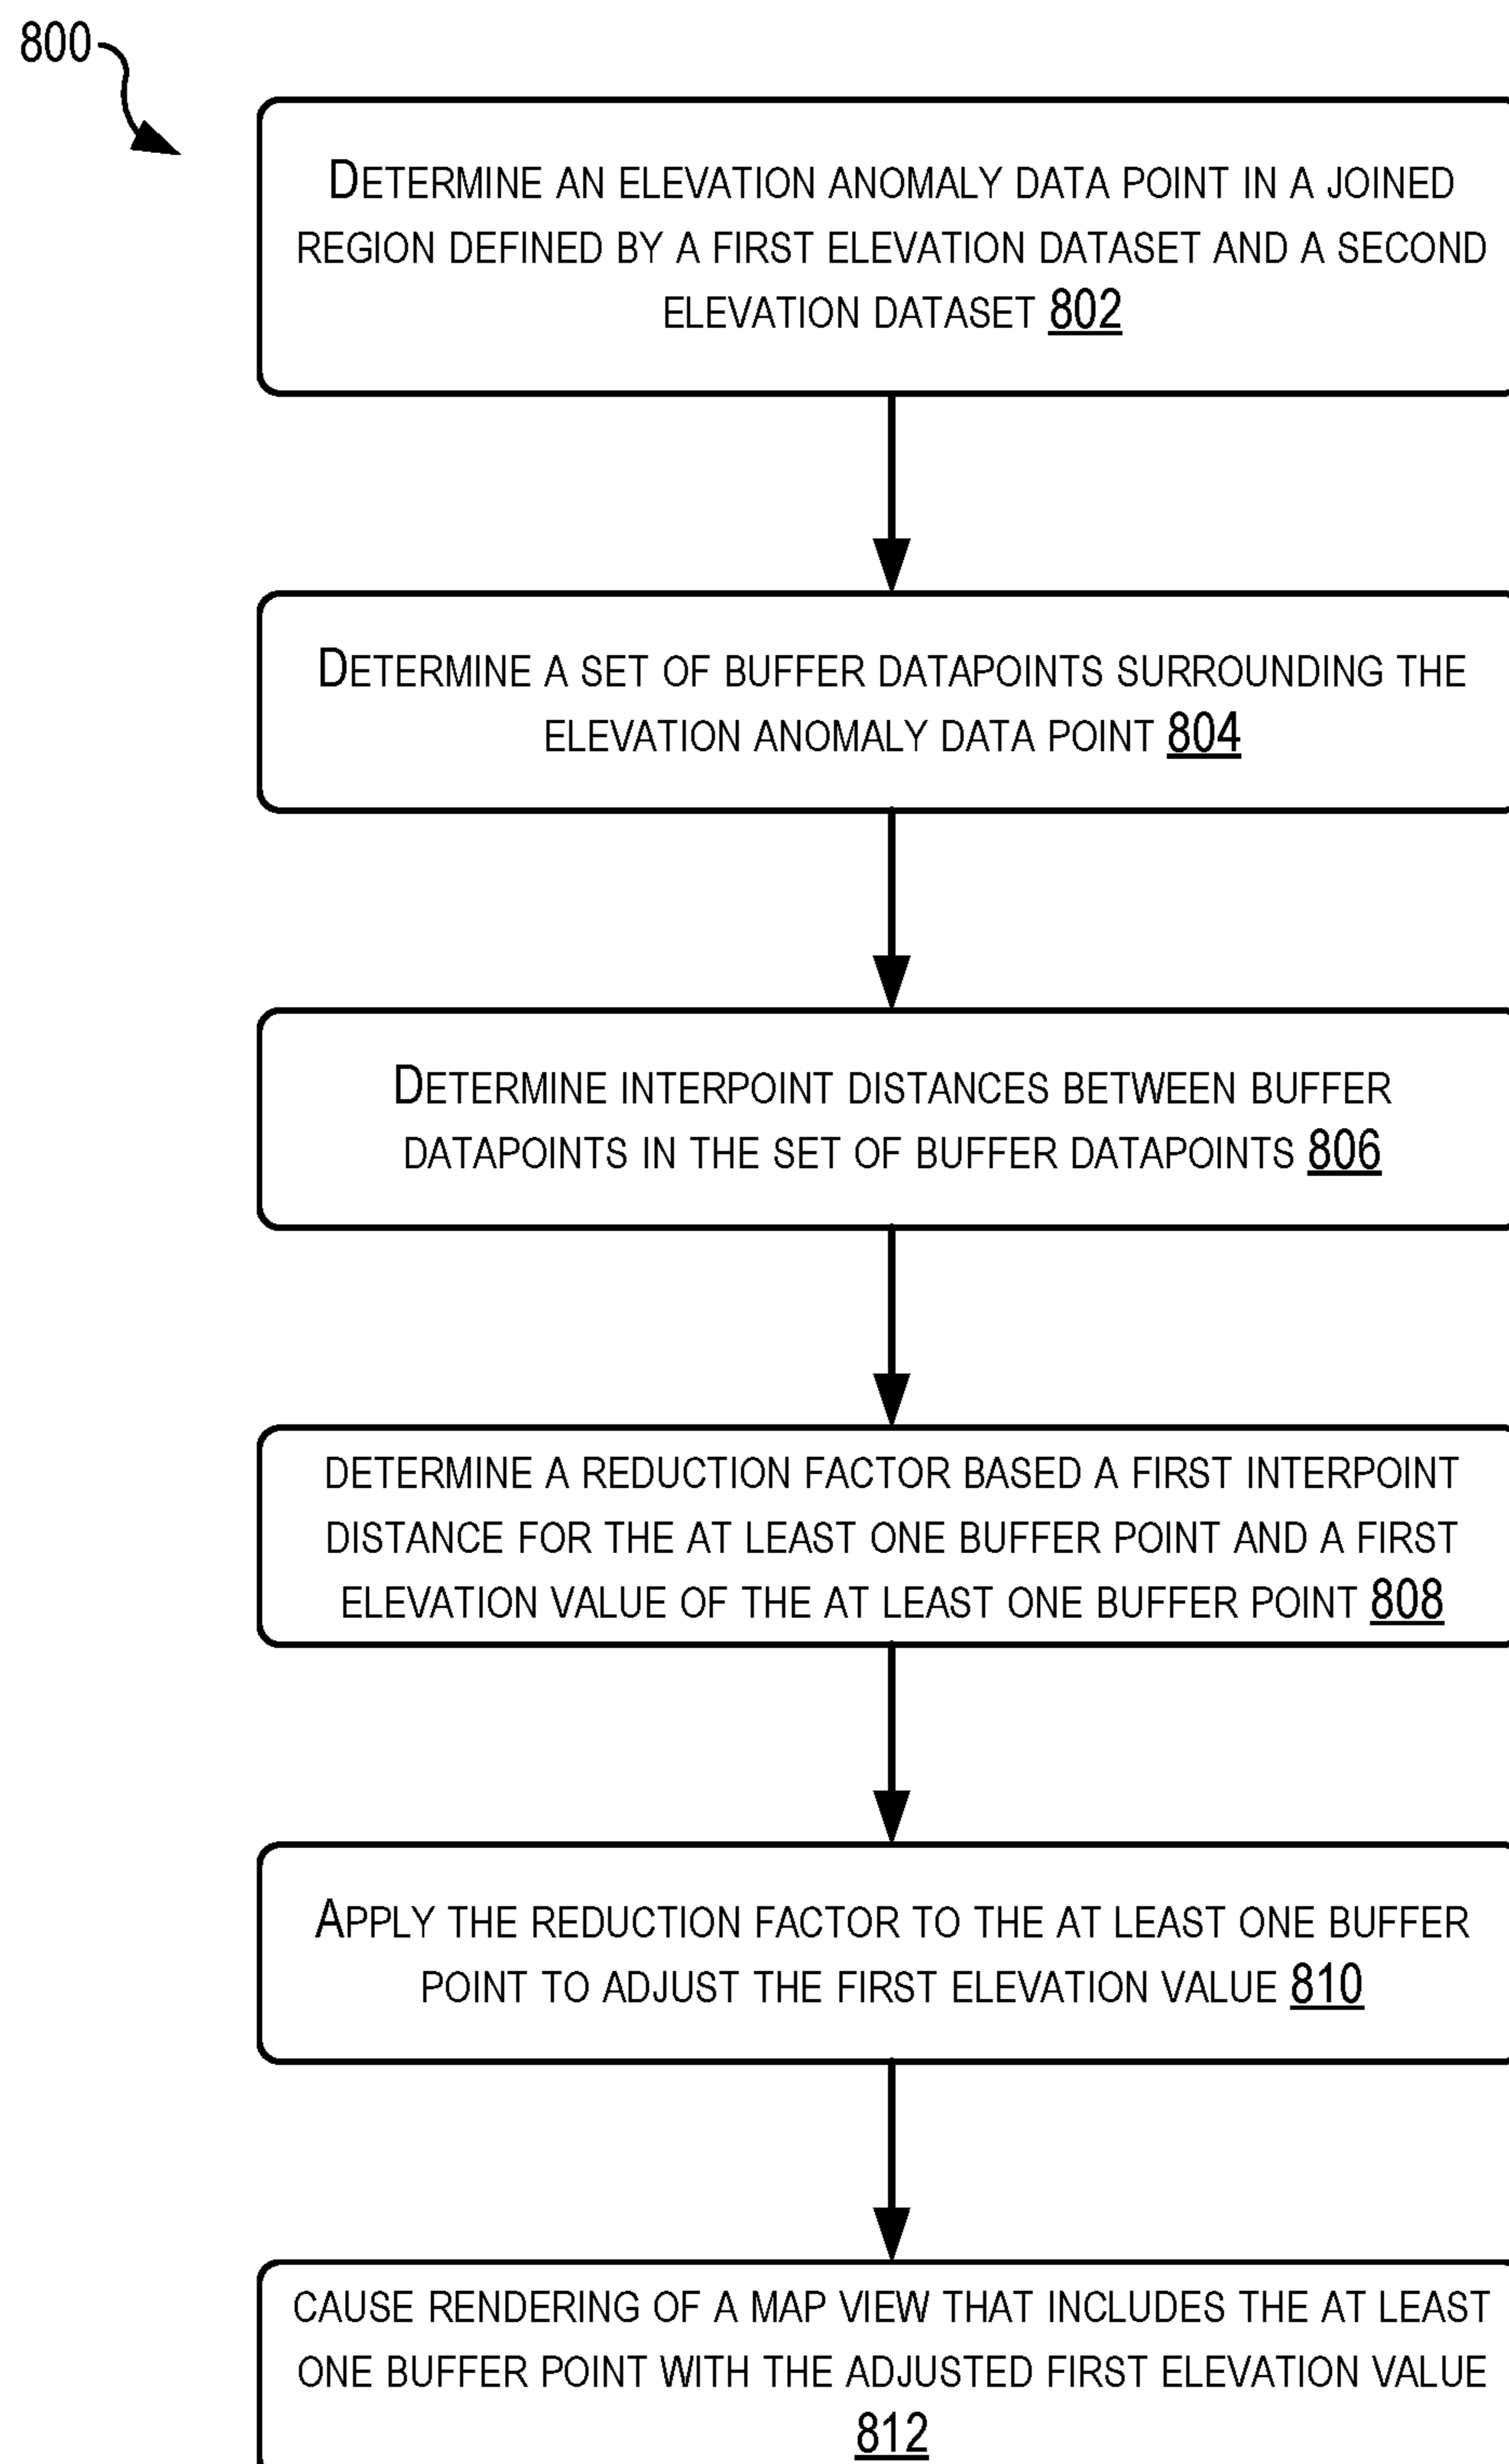 800
DETERMINE AN ELEVATION ANOMALY DATA POINT IN A JOINED
REGION DEFINED BY A FIRST ELEVATION DATASET AND A SECOND
ELEVATION DATASET 802
DETERMINE A SET OF BUFFER DATAPOINTS SURROUNDING THE
ELEVATION ANOMALY DATA POINT 804
DETERMINE INTERPOINT DISTANCES BETWEEN BUFFER
DATAPOINTS IN THE SET OF BUFFER DATAPOINTS 806
DETERMINE A REDUCTION FACTOR BASED A FIRST INTERPOINT
DISTANCE FOR THE AT LEAST ONE BUFFER POINT AND A FIRST
ELEVATION VALUE OF THE AT LEAST ONE BUFFER POINT 808
APPLY THE REDUCTION FACTOR TO THE AT LEAST ONE BUFFER
POINT TO ADJUST THE FIRST ELEVATION VALUE 810
CAUSE RENDERING OF A MAP VIEW THAT INCLUDES THE AT LEAST
ONE BUFFER POINT WITH THE ADJUSTED FIRST ELEVATION VALUE
812